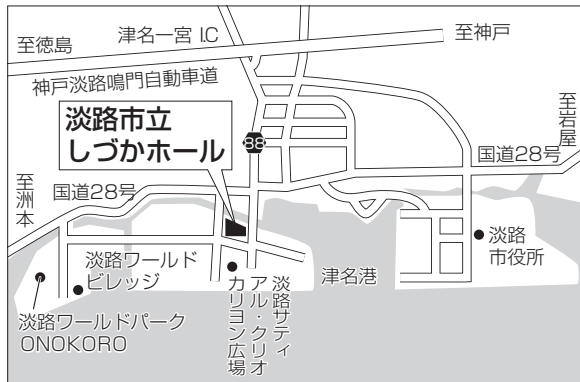 至徳島
津名一宮 I.C
至神戸
神戸淡路鳴門自動車道
淡路市立
しづかホール
88
至岩屋
国道28号
国道28号
至洲本
淡路
市役所
津名港
淡路サティ
アル・クリオ
カリヨン広場
淡路ワールド
ビレッジ
淡路ワールドパーク
ONOKORO